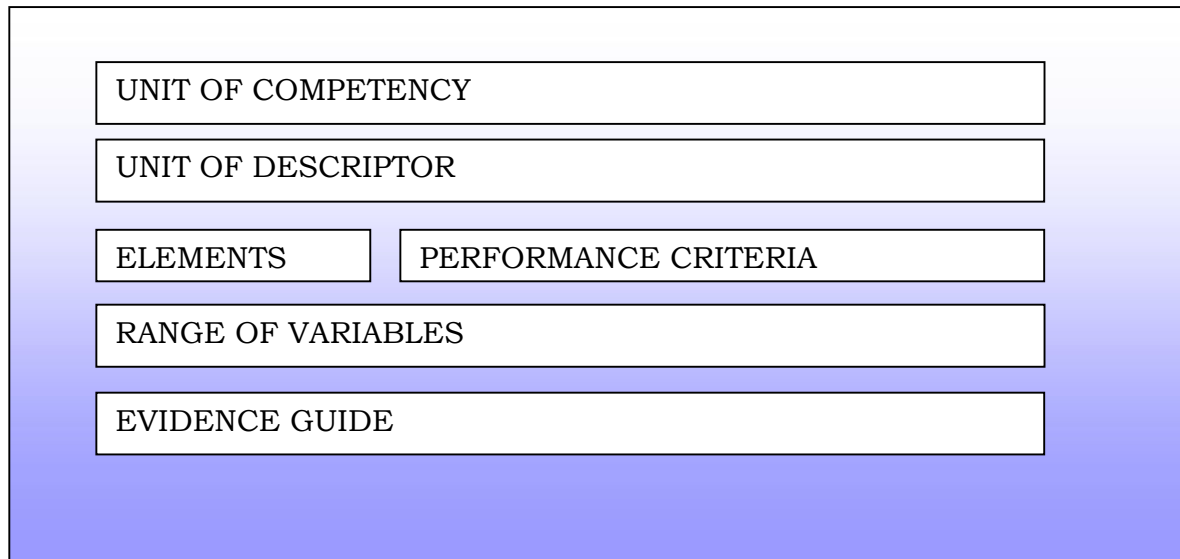 UNIT OF COMPETENCY
UNIT OF DESCRIPTOR
ELEMENTS
PERFORMANCE CRITERIA
RANGE OF VARIABLES
EVIDENCE GUIDE